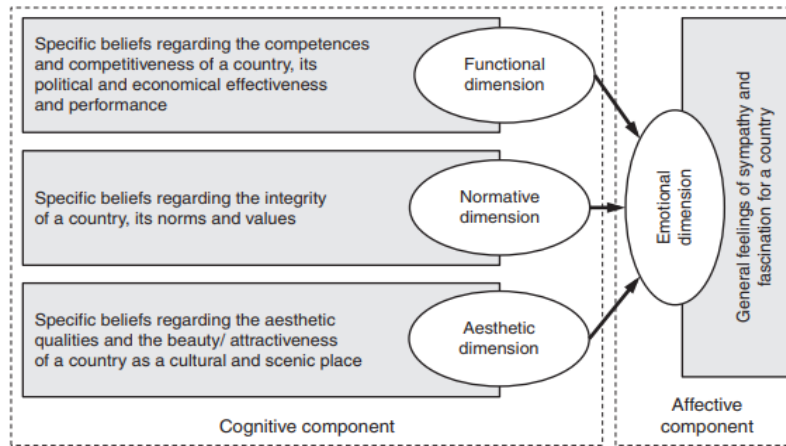 Specific beliefs regarding the competences
and competitiveness of a country, its
political and economical effectiveness
and performance
Functional
dimension
Specific beliefs regarding the integrity
of a country, its norms and values
Normative
dimension
Specific beliefs regarding the aesthetic
qualities and the beauty/ attractiveness
of a country as a cultural and scenic place
Aesthetic
dimension
Cognitive component
Emotional
dimension
General feelings of sympathy and
fascination for a country
Affective
component